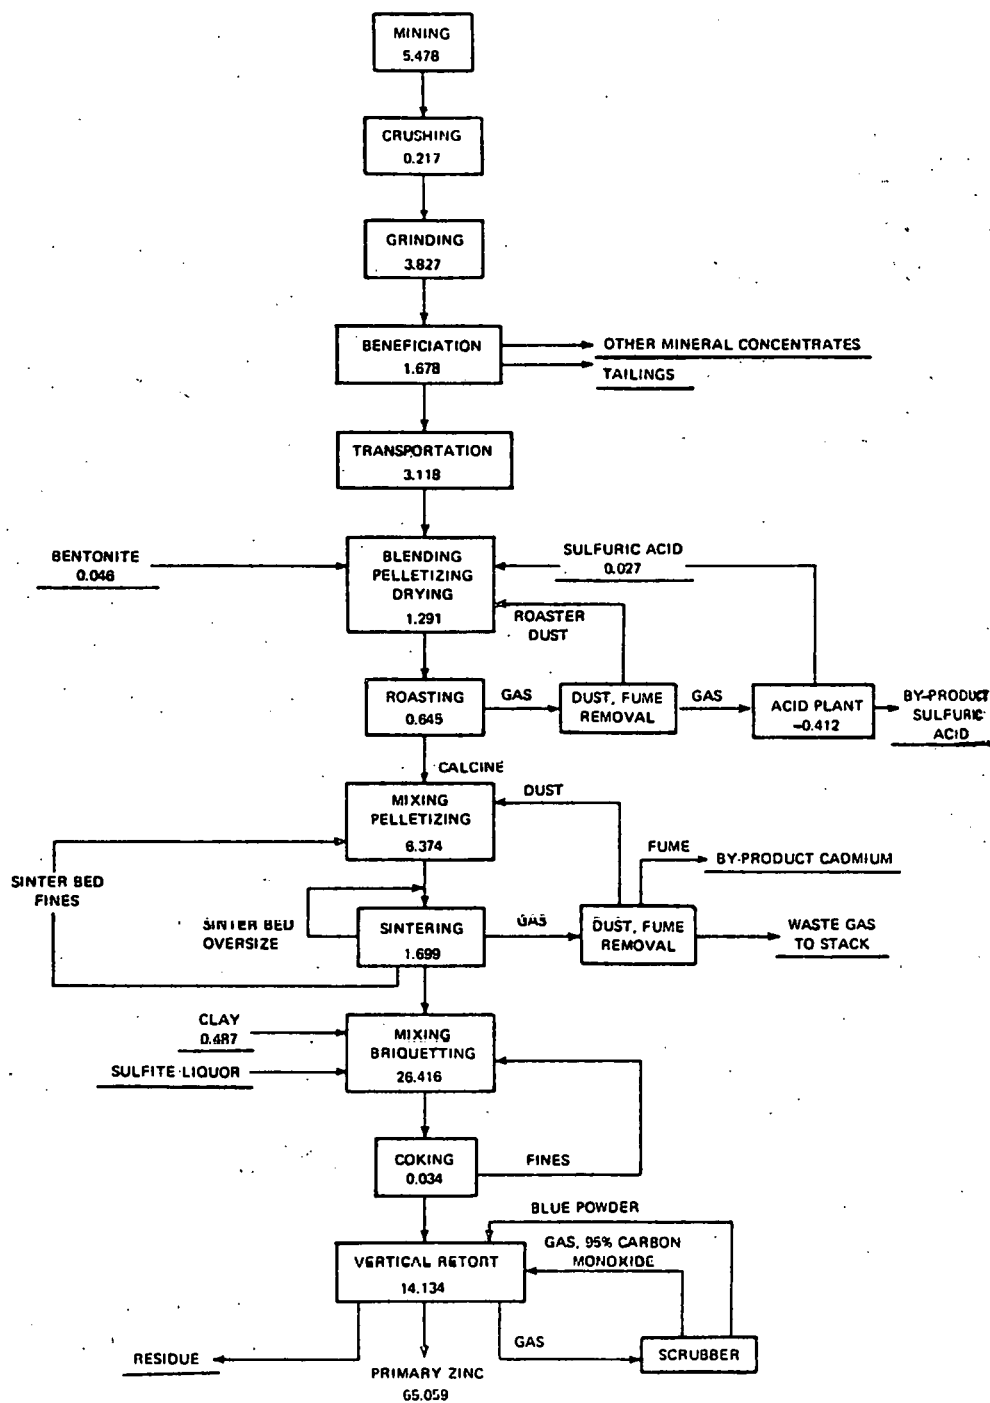 MINING
5.478
CRUSHING
0.217
GRINDING
3.827
BENEFICIATION
1.678
OTHER MINERAL CONCENTRATES
TAILINGS
TRANSPORTATION
3.118
BENTONITE
0.046
BLENDING
PELLETIZING
DRYING
1.291
SULFURIC ACID
0.027
ROASTER
DUST
ROASTING
0.645
GAS
DUST, FUME
REMOVAL
GAS
ACID PLANT
-0.412
BY-PRODUCT
SULFURIC
ACID
CALCINE
MIXING
PELLETIZING
6.374
DUST
FUME
BY-PRODUCT CADMIUM
SINTER BED
FINES
SINTER BED
OVERSIZE
SINTERING
1.699
GAS
DUST, FUME
REMOVAL
WASTE GAS
TO STACK
CLAY
0.487
SULFITE LIQUOR
MIXING
BRIQUETTING
26.416
COKING
0.034
FINES
BLUE POWDER
GAS, 95% CARBON
MONOXIDE
VERTICAL RETORT
14.134
GAS
SCRUBBER
RESIDUE
PRIMARY ZINC
65.059